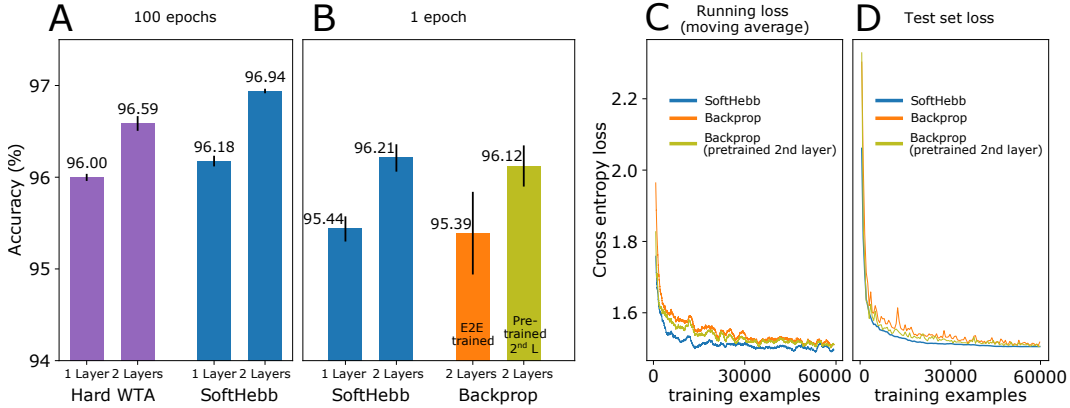 A
100 epochs
97
96
95
94
Accuracy (%)
96.00
96.59
96.18
96.94
1 Layer
2 Layers
1 Layer
2 Layers
Hard WTA
SoftHebb
B
1 epoch
95.44
96.21
95.39
96.12
E2E
trained
Pre-
trained
2nd L
1 Layer
2 Layers
2 Layers
2 Layers
SoftHebb
Backprop
C
Running loss
(moving average)
Cross entropy loss
2.2
2.0
1.8
1.6
SoftHebb
Backprop
Backprop
(pretrained 2nd layer)
0
30000
60000
training examples
D
Test set loss
SoftHebb
Backprop
Backprop
(pretrained 2nd layer)
0
30000
60000
training examples